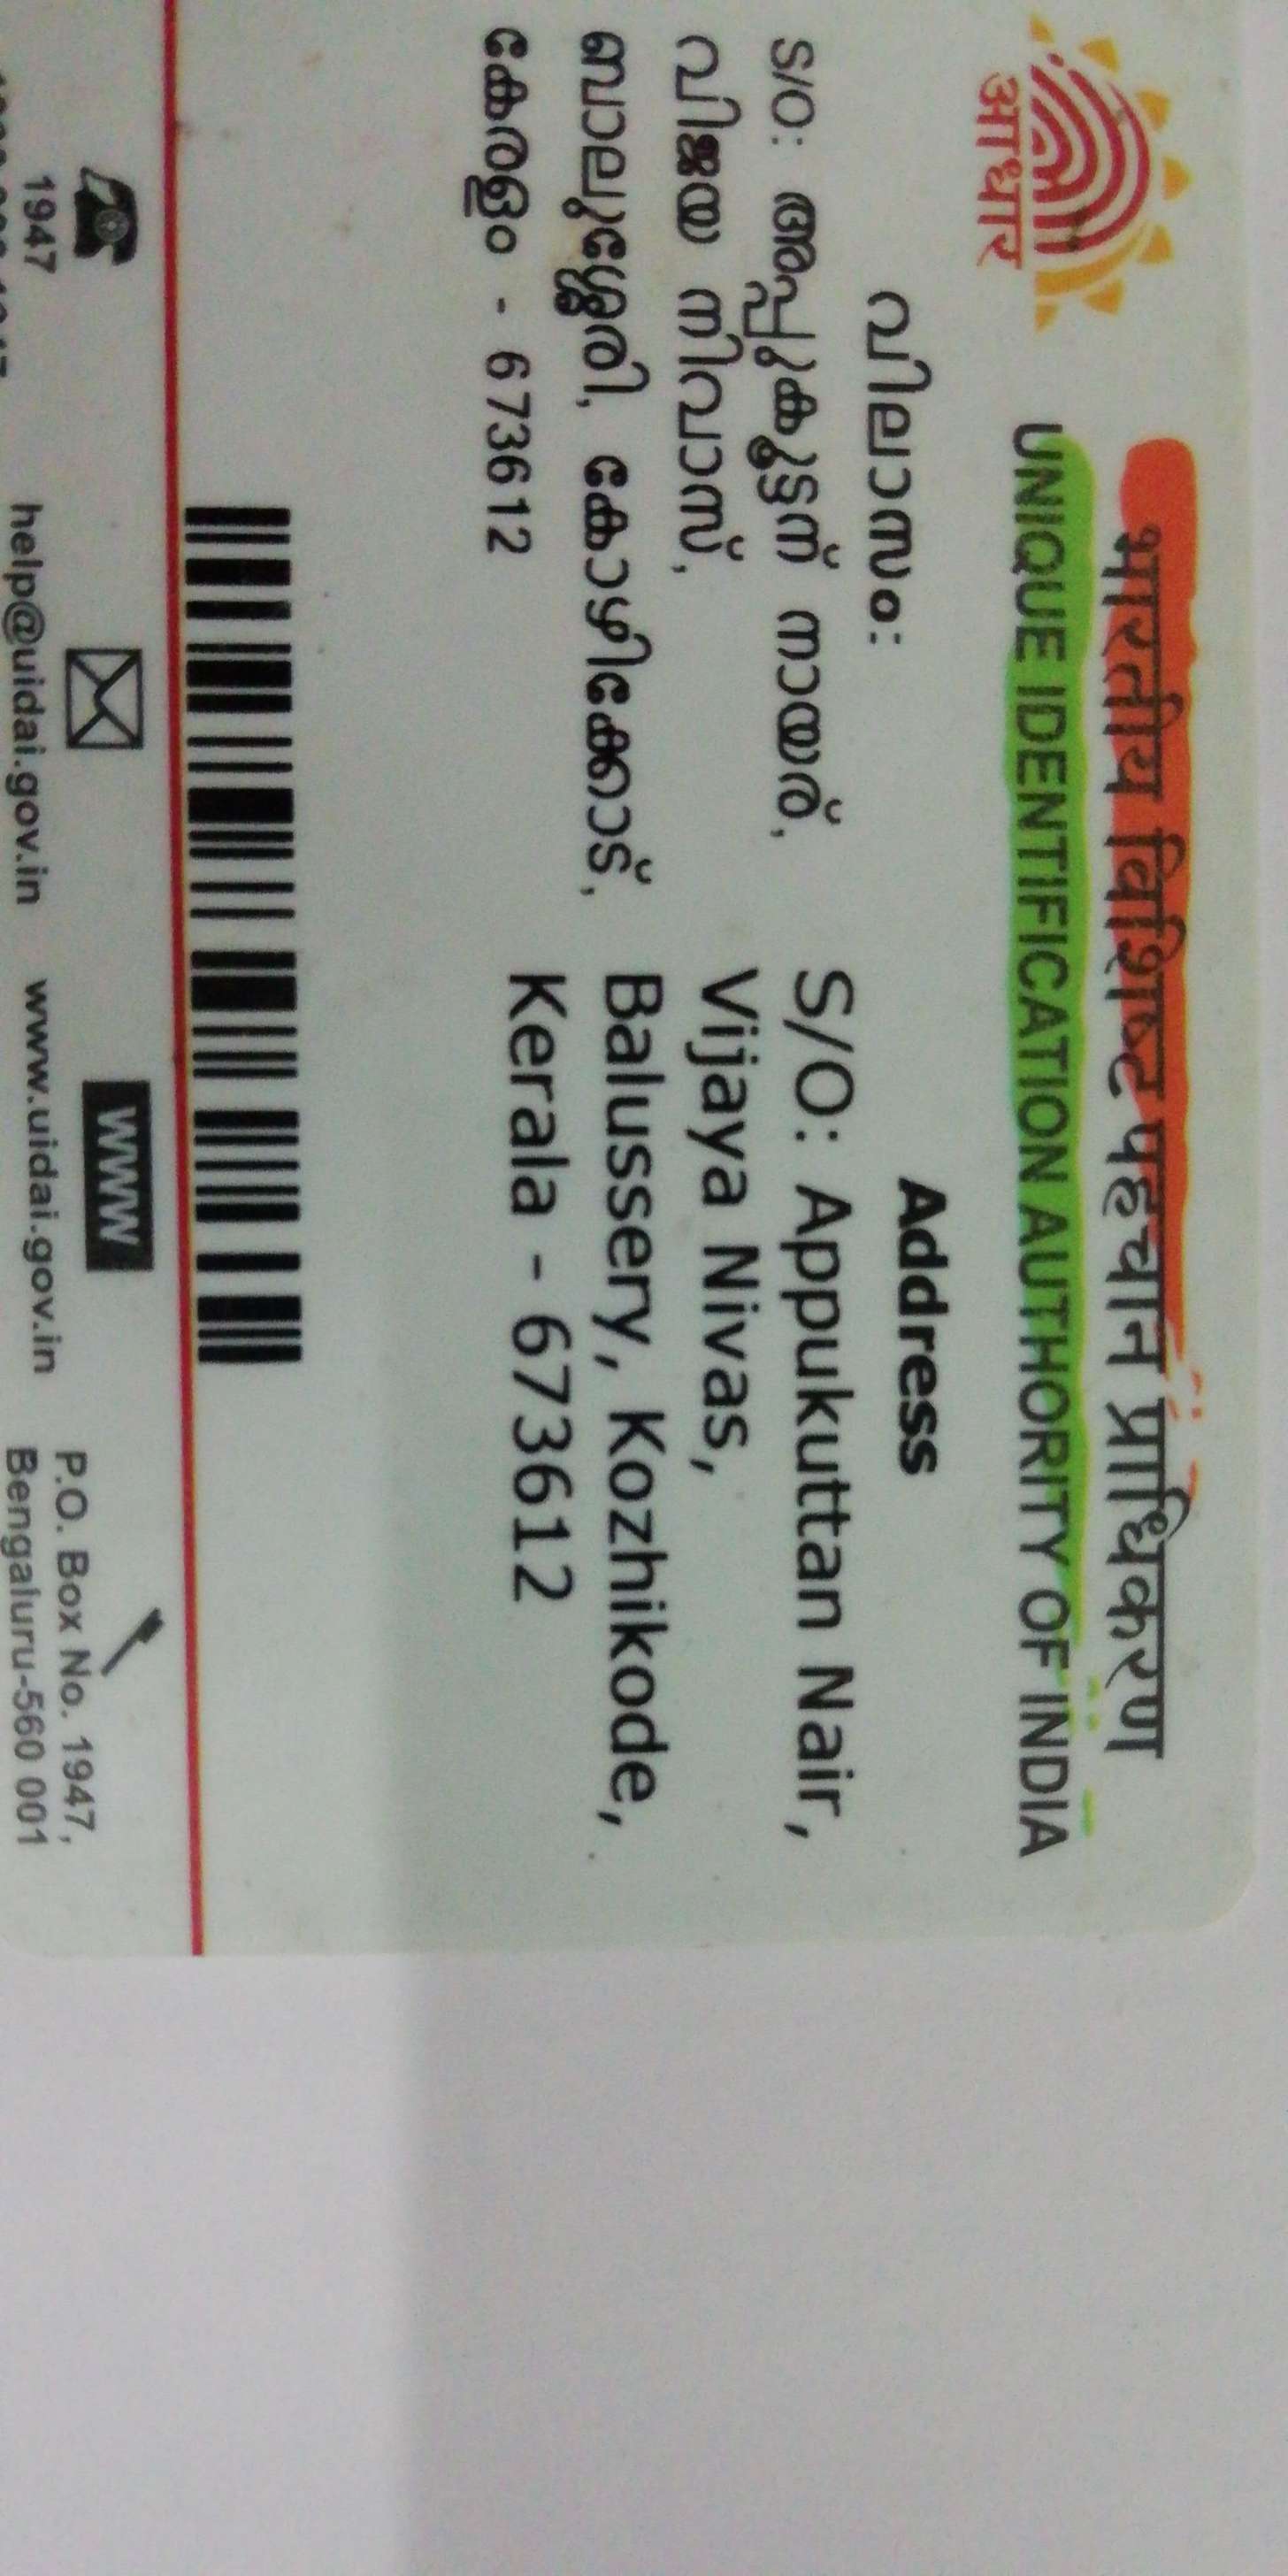 आधार
भारतीय विशिष्ट पहचान प्राधिकरण
UNIQUE IDENTIFICATION AUTHORITY OF INDIA
വിലാസം:
S/O: അപ്പുകുട്ടന് നായര്,
വിജയ നിവാസ്,
ബാലുശ്ശേരി, കോഴിക്കോട്,
കേരളം - 673612
Address
S/O: Appukuttan Nair,
Vijaya Nivas,
Balussery, Kozhikode,
Kerala - 673612
1947
help@uidai.gov.in
WWW
www.uidai.gov.in
P.O. Box No. 1947,
Bengaluru-560 001